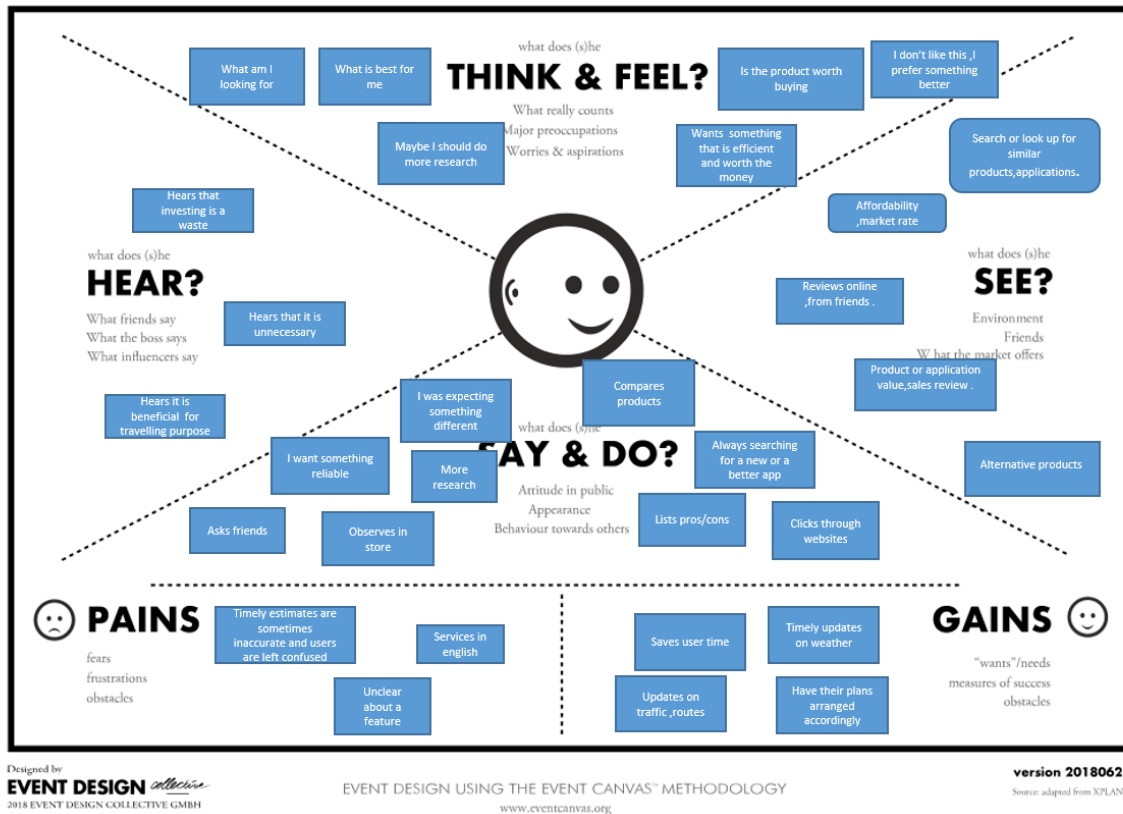 what does (s)he
THINK & FEEL?
What really counts
Major preoccupations
Worries & aspirations
What am I
looking for
What is best for
me
Maybe I should do
more research
Is the product worth
buying
I don't like this ,I
prefer something
better
Wants something
that is efficient
and worth the
money
Search or look up for
similar
products,applications.
Affordability
,market rate
Hears that
investing is a
waste
what does (s)he
HEAR?
What friends say
What the boss says
What influencers say
Hears that it is
unnecessary
Hears it is
beneficial for
travelling purpose
what does (s)he
SEE?
Environment
Friends
W hat the market offers
Reviews online
,from friends .
Product or application
value,sales review .
Alternative products
I was expecting
something
different
Compares
products
what does (s)he
SAY & DO?
Attitude in public
Appearance
Behaviour towards others
I want something
reliable
More
research
Always searching
for a new or a
better app
Asks friends
Observes in
store
Lists pros/cons
Clicks through
websites
PAINS
fears
frustrations
obstacles
Timely estimates are
sometimes
inaccurate and users
are left confused
Services in
english
Unclear
about a
feature
Saves user time
Timely updates
on weather
Updates on
traffic ,routes
Have their plans
arranged
accordingly
GAINS
“wants”/needs
measures of success
obstacles
Designed by
EVENT DESIGN collective
2018 EVENT DESIGN COLLECTIVE GMBH
EVENT DESIGN USING THE EVENT CANVAS™ METHODOLOGY
www.eventcanvas.org
version 2018062
Source: adapted from XPLAN